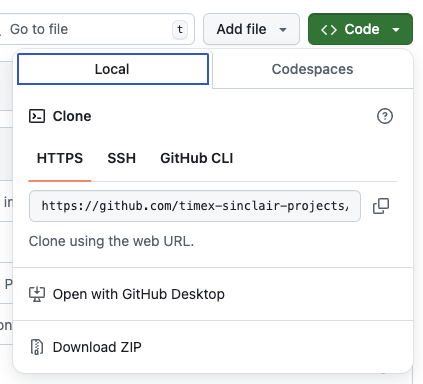 Go to file
t
Add file
Code
Local
Codespaces
Clone
HTTPS
SSH
GitHub CLI
https://github.com/timex-sinclair-projects/
Clone using the web URL.
Open with GitHub Desktop
Download ZIP
in
P
on